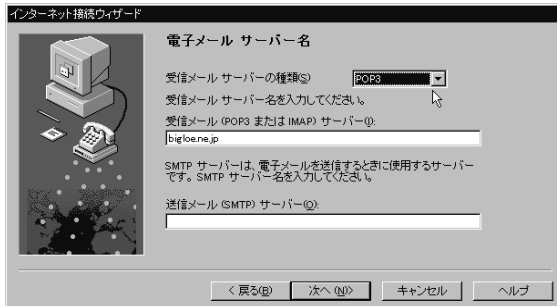 インターネット接続ウィザード
電子メール サーバー名
受信メール サーバーの種類(S)
POP3
受信メール サーバー名を入力してください。
受信メール (POP3 または IMAP) サーバー(I):
bigloe.ne.jp
SMTP サーバーは、電子メールを送信するときに使用するサーバー
です。SMTP サーバー名を入力してください。
送信メール (SMTP) サーバー(O):
< 戻る(B)
次へ (N)>
キャンセル
ヘルプ